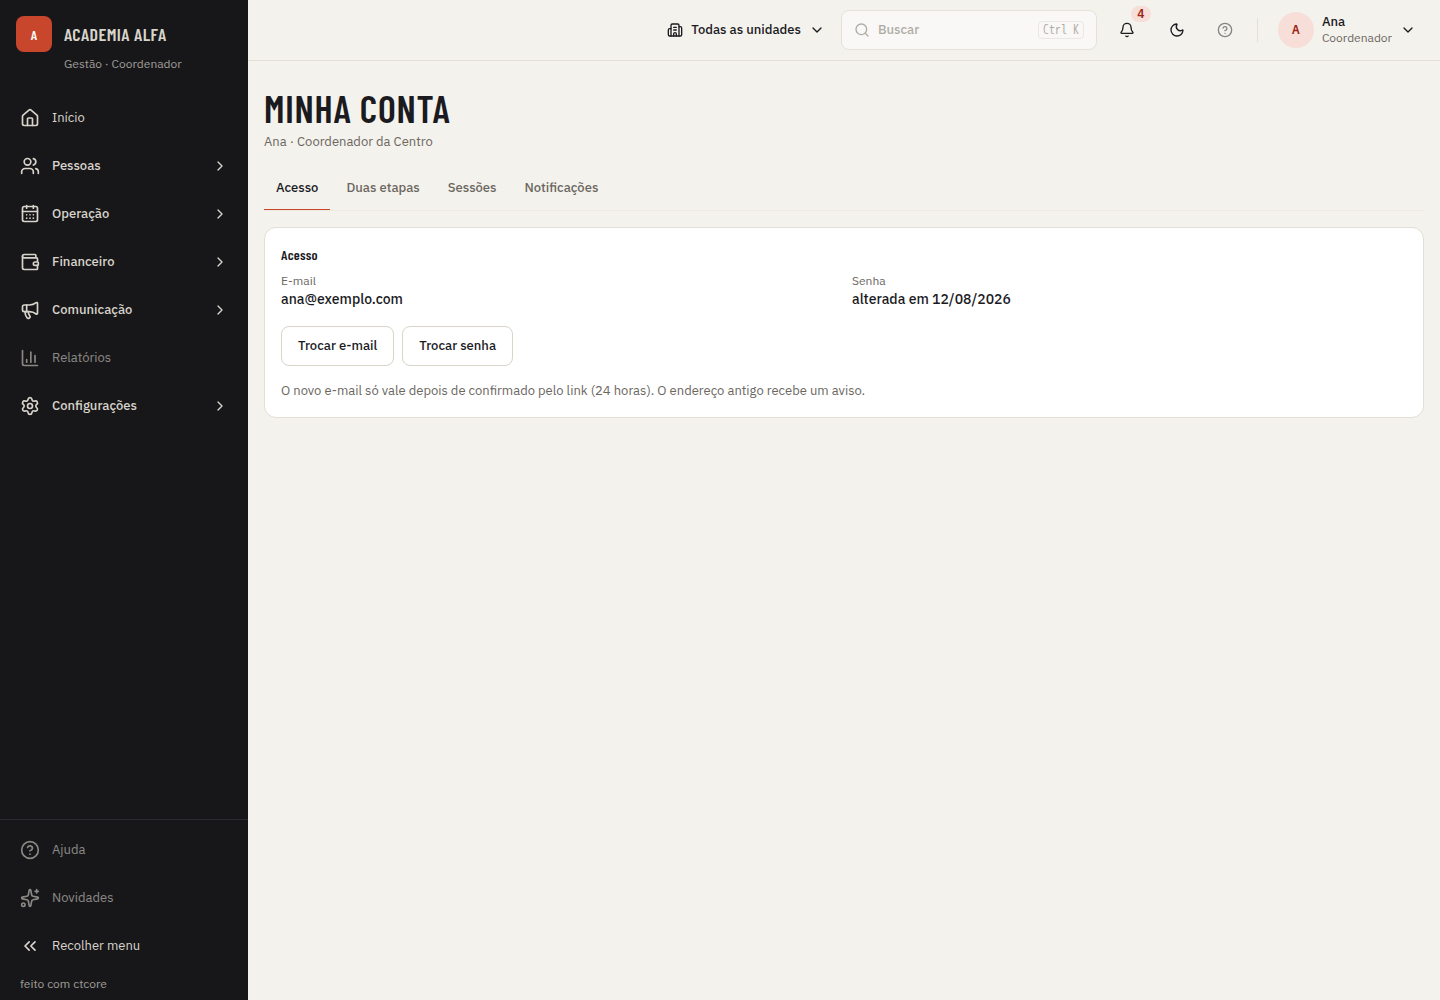 A
ACADEMIA ALFA
Gestão · Coordenador
Início
Pessoas
Operação
Financeiro
Comunicação
Relatórios
Configurações
Ajuda
Novidades
Recolher menu
feito com ctcore
Todas as unidades
Buscar
Ctrl K
4
A
Ana
Coordenador
MINHA CONTA
Ana · Coordenador da Centro
Acesso
Duas etapas
Sessões
Notificações
Acesso
E-mail
ana@exemplo.com
Senha
alterada em 12/08/2026
Trocar e-mail
Trocar senha
O novo e-mail só vale depois de confirmado pelo link (24 horas). O endereço antigo recebe um aviso.